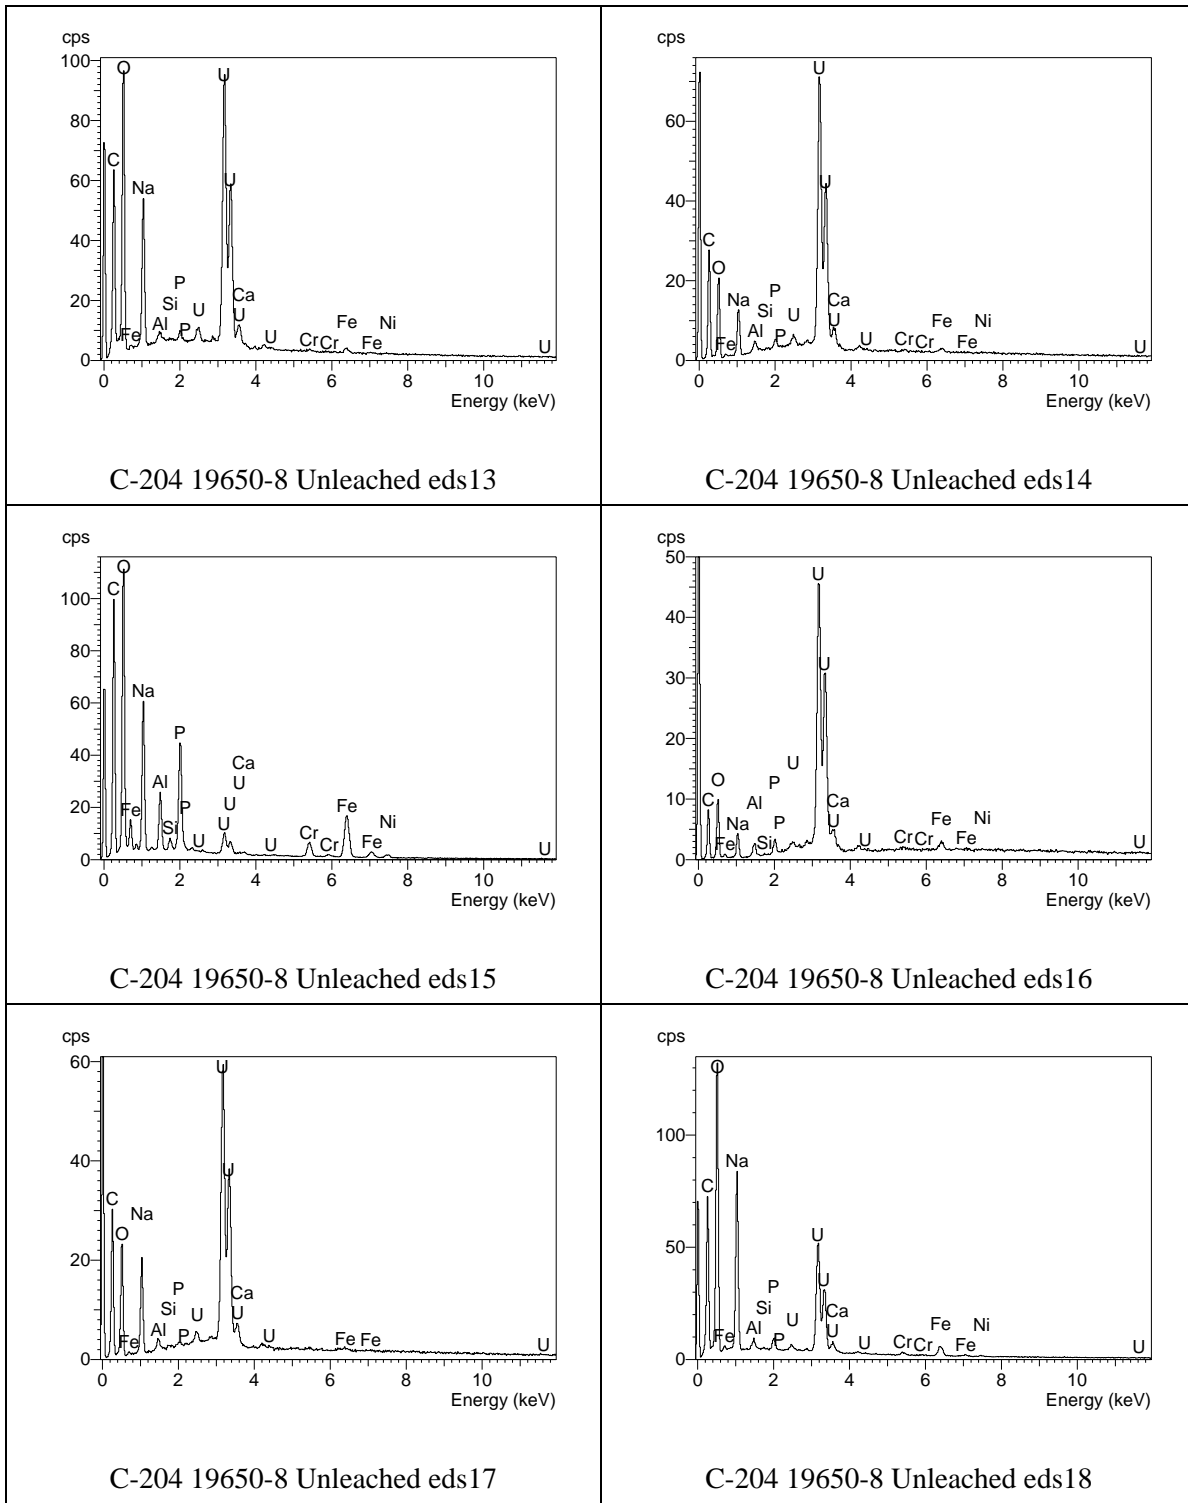 cps
100
80
60
40
20
0
O
U
C
U
Na
P
Si
U
Ca
Al
P
U
Fe
U
Cr
Cr
Fe
Fe
Ni
U
0 2 4 6 8 10
Energy (keV)
C-204 19650-8 Unleached eds13
cps
60
40
20
0
U
U
C
O
Na
P
Si
U
Ca
U
Al
P
Fe
U
Cr
Cr
Fe
Fe
Ni
U
0 2 4 6 8 10
Energy (keV)
C-204 19650-8 Unleached eds14
cps
100
80
60
40
20
0
O
C
Na
P
Al
Fe
Si
P
U
U
U
Ca
U
U
Cr
Cr
Fe
Fe
Ni
U
0 2 4 6 8 10
Energy (keV)
C-204 19650-8 Unleached eds15
cps
50
40
30
20
10
0
U
U
O
C
Na
Fe
Al
Si
P
P
U
Ca
U
U
Cr
Cr
Fe
Fe
Ni
U
0 2 4 6 8 10
Energy (keV)
C-204 19650-8 Unleached eds16
cps
60
40
20
0
U
U
C
Na
O
P
Si
Al
P
U
Ca
U
Fe
U
Fe Fe
U
0 2 4 6 8 10
Energy (keV)
C-204 19650-8 Unleached eds17
cps
100
50
0
O
Na
C
U
U
P
Si
U
Ca
U
Al
P
Fe
U
Cr
Cr
Fe
Fe
Ni
U
0 2 4 6 8 10
Energy (keV)
C-204 19650-8 Unleached eds18